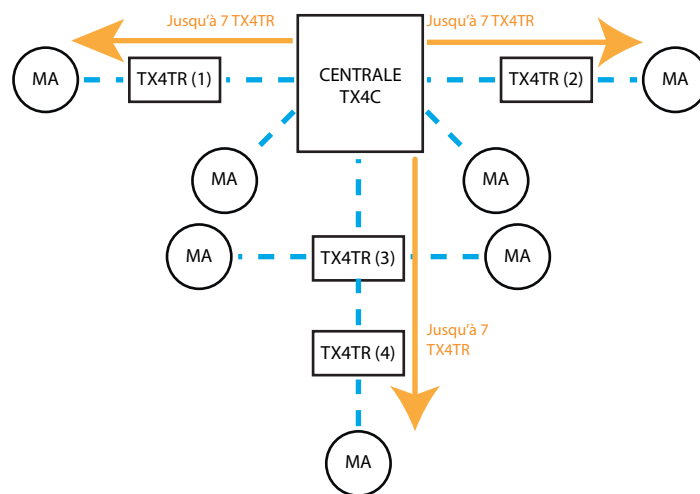 Jusqu'à 7 TX4TR
Jusqu'à 7 TX4TR
MA
TX4TR (1)
CENTRALE
TX4C
TX4TR (2)
MA
MA
MA
MA
TX4TR (3)
MA
Jusqu'à 7
TX4TR
TX4TR (4)
MA